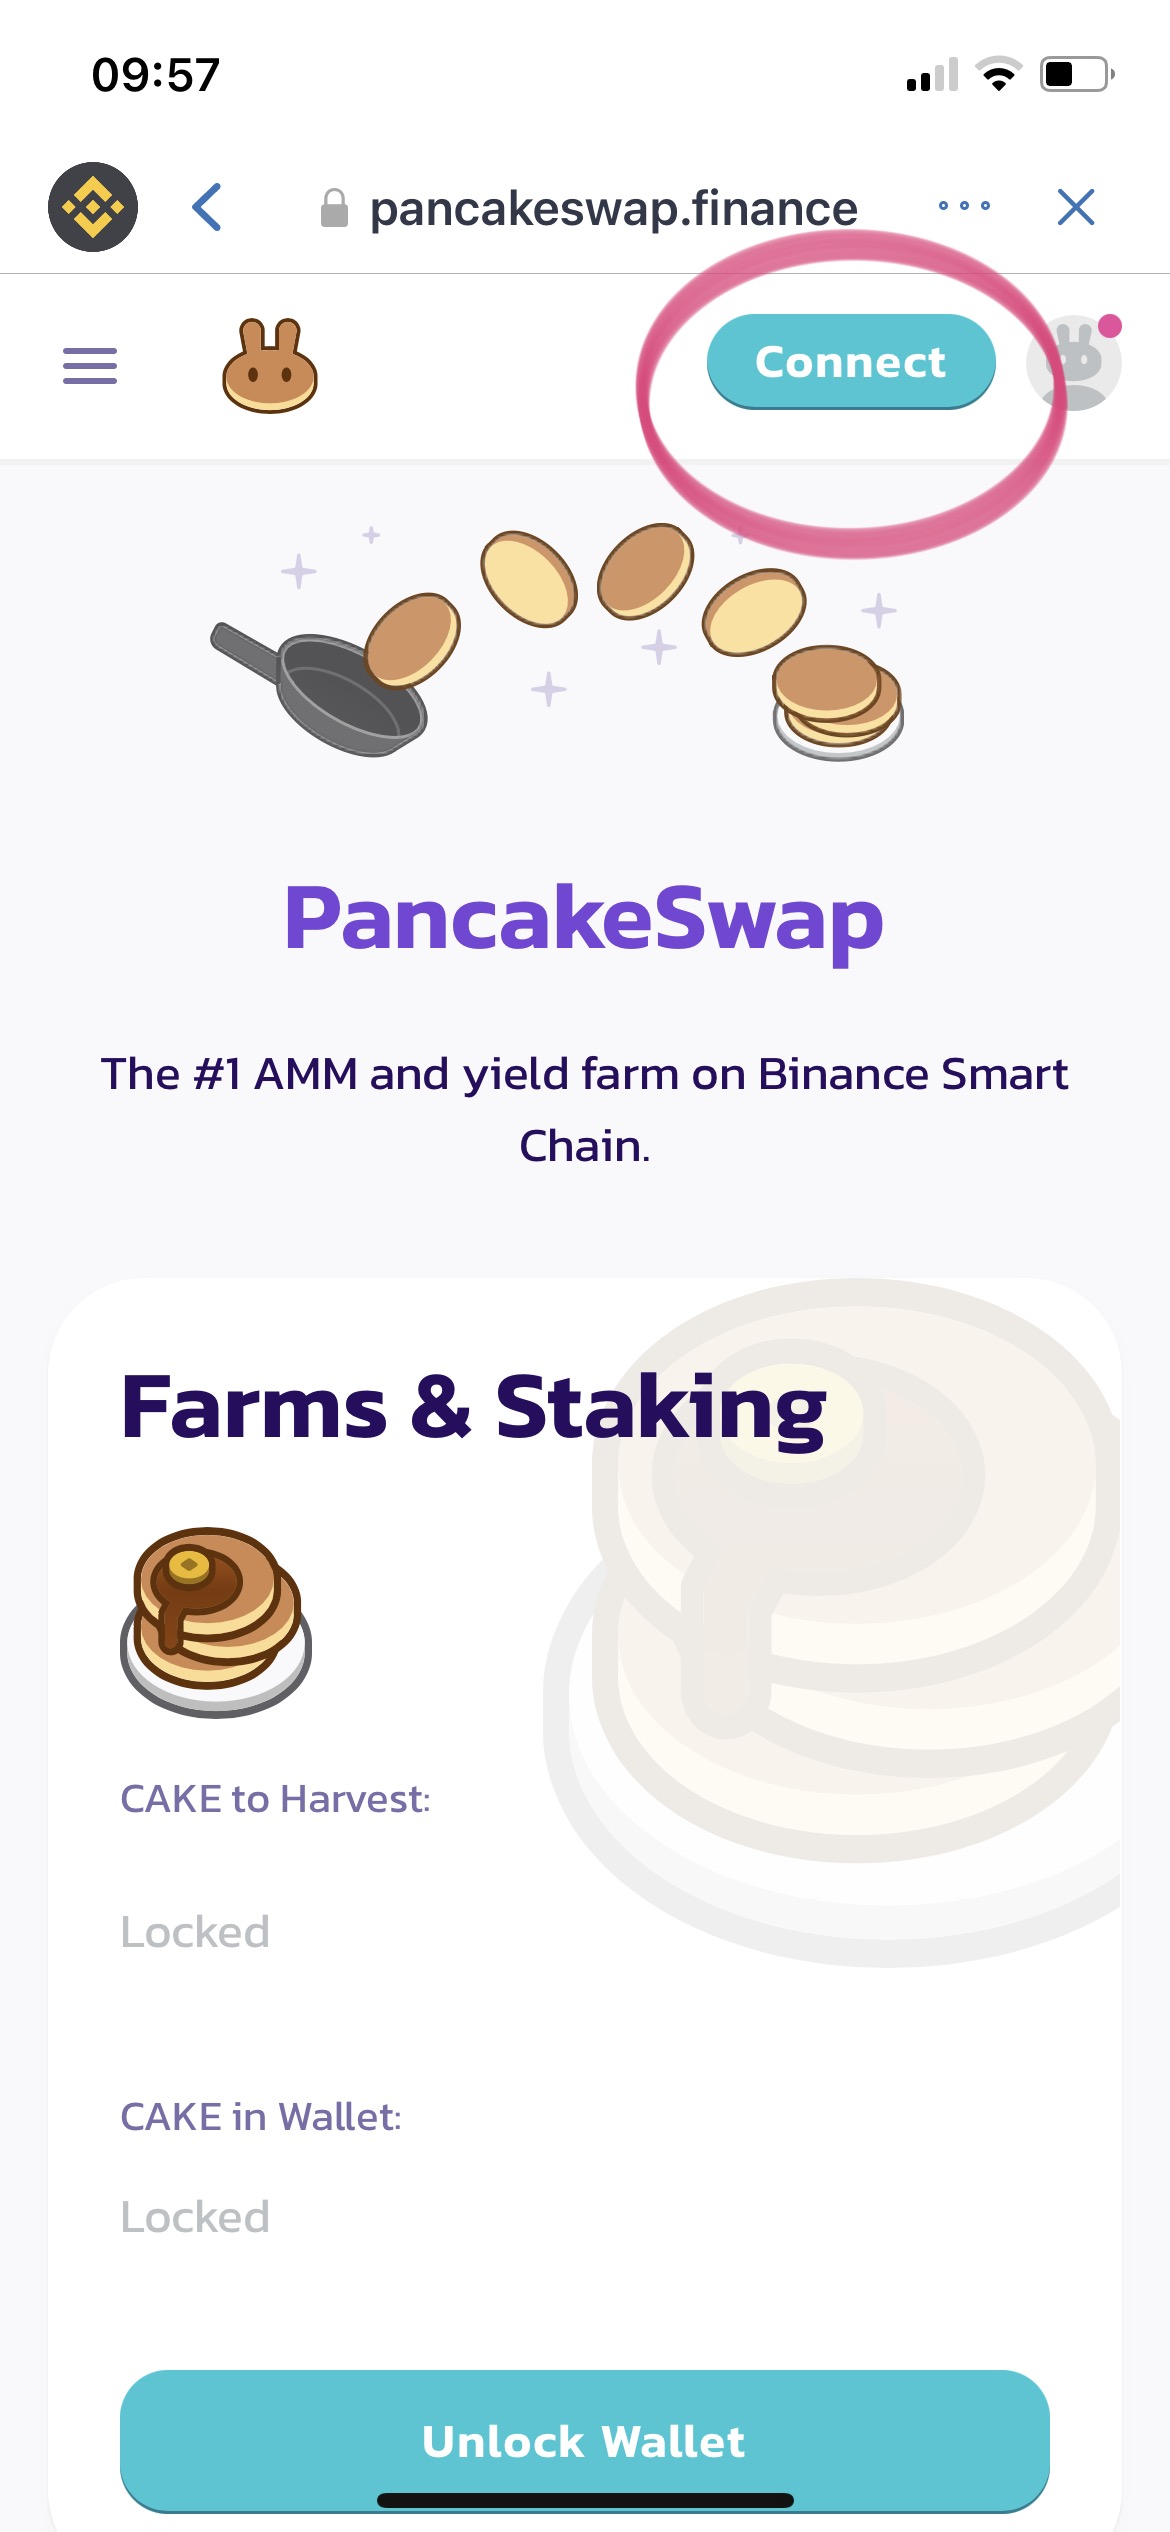 09:57
pancakeswap.finance
Connect
PancakeSwap
The #1 AMM and yield farm on Binance Smart
Chain.
Farms & Staking
CAKE to Harvest:
Locked
CAKE in Wallet:
Locked
Unlock Wallet